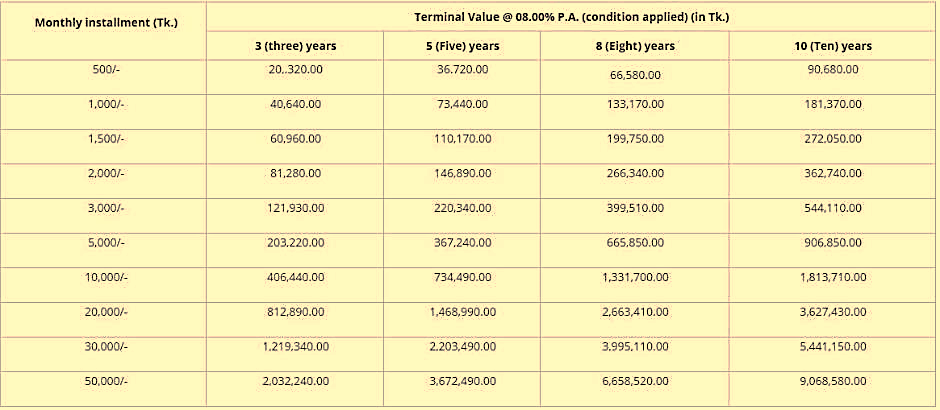 Monthly installment (Tk.) Terminal Value @ 08.00% P.A. (condition applied) (in Tk.)
3 (three) years 5 (Five) years 8 (Eight) years 10 (Ten) years
500/- 20,.320.00 36.720.00 66,580.00 90,680.00
1,000/- 40,640.00 73,440.00 133,170.00 181,370.00
1,500/- 60,960.00 110,170.00 199,750.00 272,050.00
2,000/- 81,280.00 146,890.00 266,340.00 362,740.00
3,000/- 121,930.00 220,340.00 399,510.00 544,110.00
5,000/- 203,220.00 367,240.00 665,850.00 906,850.00
10,000/- 406,440.00 734,490.00 1,331,700.00 1,813,710.00
20,000/- 812,890.00 1,468,990.00 2,663,410.00 3,627,430.00
30,000/- 1,219,340.00 2,203,490.00 3,995,110.00 5,441,150.00
50,000/- 2,032,240.00 3,672,490.00 6,658,520.00 9,068,580.00